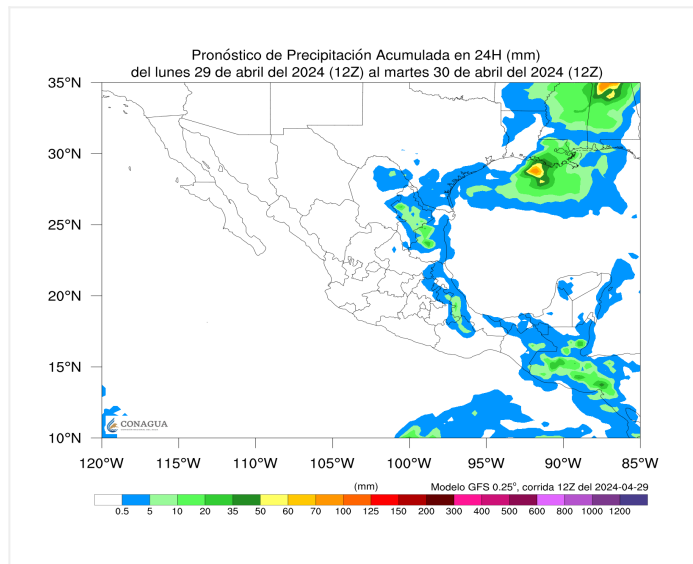 Pronóstico de Precipitación Acumulada en 24H (mm)
del lunes 29 de abril del 2024 (12Z) al martes 30 de abril del 2024 (12Z)
35°N
30°N
25°N
20°N
15°N
10°N
CONAGUA
120°W 115°W 110°W 105°W 100°W 95°W 90°W 85°W
(mm) Modelo GFS 0.25°, corrida 12Z del 2024-04-29
0.5 5 10 20 35 50 60 70 100 125 150 200 300 400 500 600 800 1000 1200